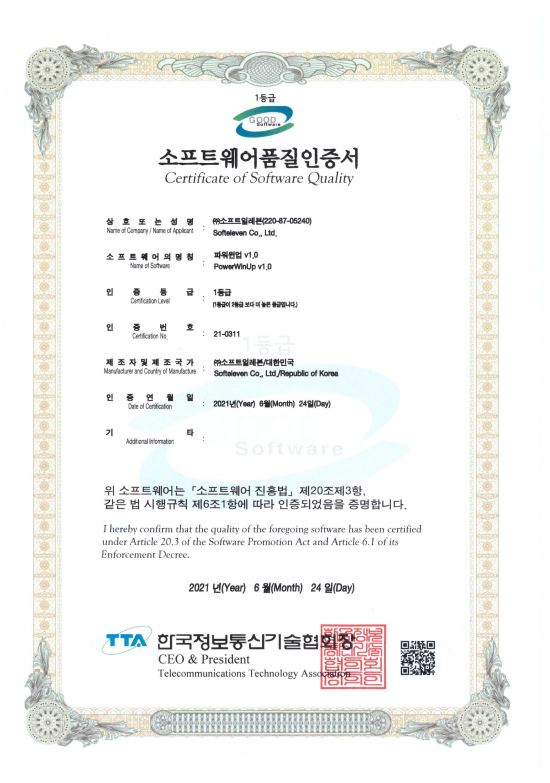 1등급
GOOD
Software
소프트웨어품질인증서
Certificate of Software Quality
상 호 또 는 성 명
Name of Company / Name of Applicant
:
㈜소프트일레븐(220-87-05240)
Softeleven Co., Ltd.
소 프 트 웨 어 의 명 칭
Name of Software
:
파워윈업 v1.0
PowerWinUp v1.0
인 증 등 급
Certification Level
:
1등급
(1등급이 2등급 보다 더 높은 등급입니다.)
인 증 번 호
Certification No.
:
21-0311
제 조 자 및 제 조 국 가
Manufacturer and Country of Manufacture
:
㈜소프트일레븐/대한민국
Softeleven Co., Ltd./Republic of Korea
인 증 연 월 일
Date of Certification
:
2021년(Year) 6월(Month) 24일(Day)
기 타
Additional Information
:
1등급
GOOD
Software
위 소프트웨어는 「소프트웨어 진흥법」 제20조제3항,
같은 법 시행규칙 제6조1항에 따라 인증되었음을 증명합니다.
I hereby confirm that the quality of the foregoing software has been certified
under Article 20.3 of the Software Promotion Act and Article 6.1 of its
Enforcement Decree.
2021 년(Year) 6 월(Month) 24 일(Day)
TTA 한국정보통신기술협회장
CEO & President
Telecommunications Technology Association